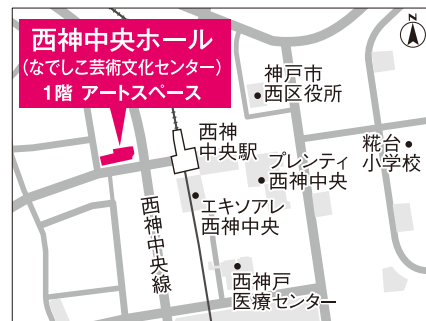 西神中央ホール
(なでしこ芸術文化センター)
1階 アートスペース
N
神戸市
西区役所
西神
中央駅
プレンティ
西神中央
糀台
小学校
エキソアレ
西神中央
西神中央線
西神戸
医療センター